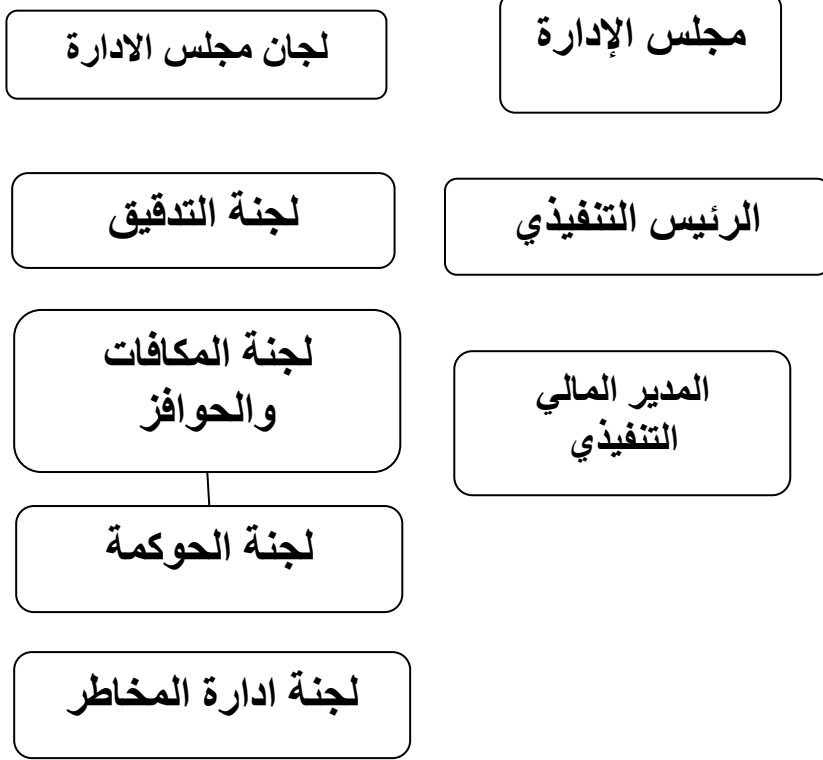 مجلس الإدارة
لجان مجلس الادارة
الرئيس التنفيذي
لجنة التدقيق
المدير المالي
التنفيذي
لجنة المكافات
والحوافز
لجنة الحوكمة
لجنة ادارة المخاطر